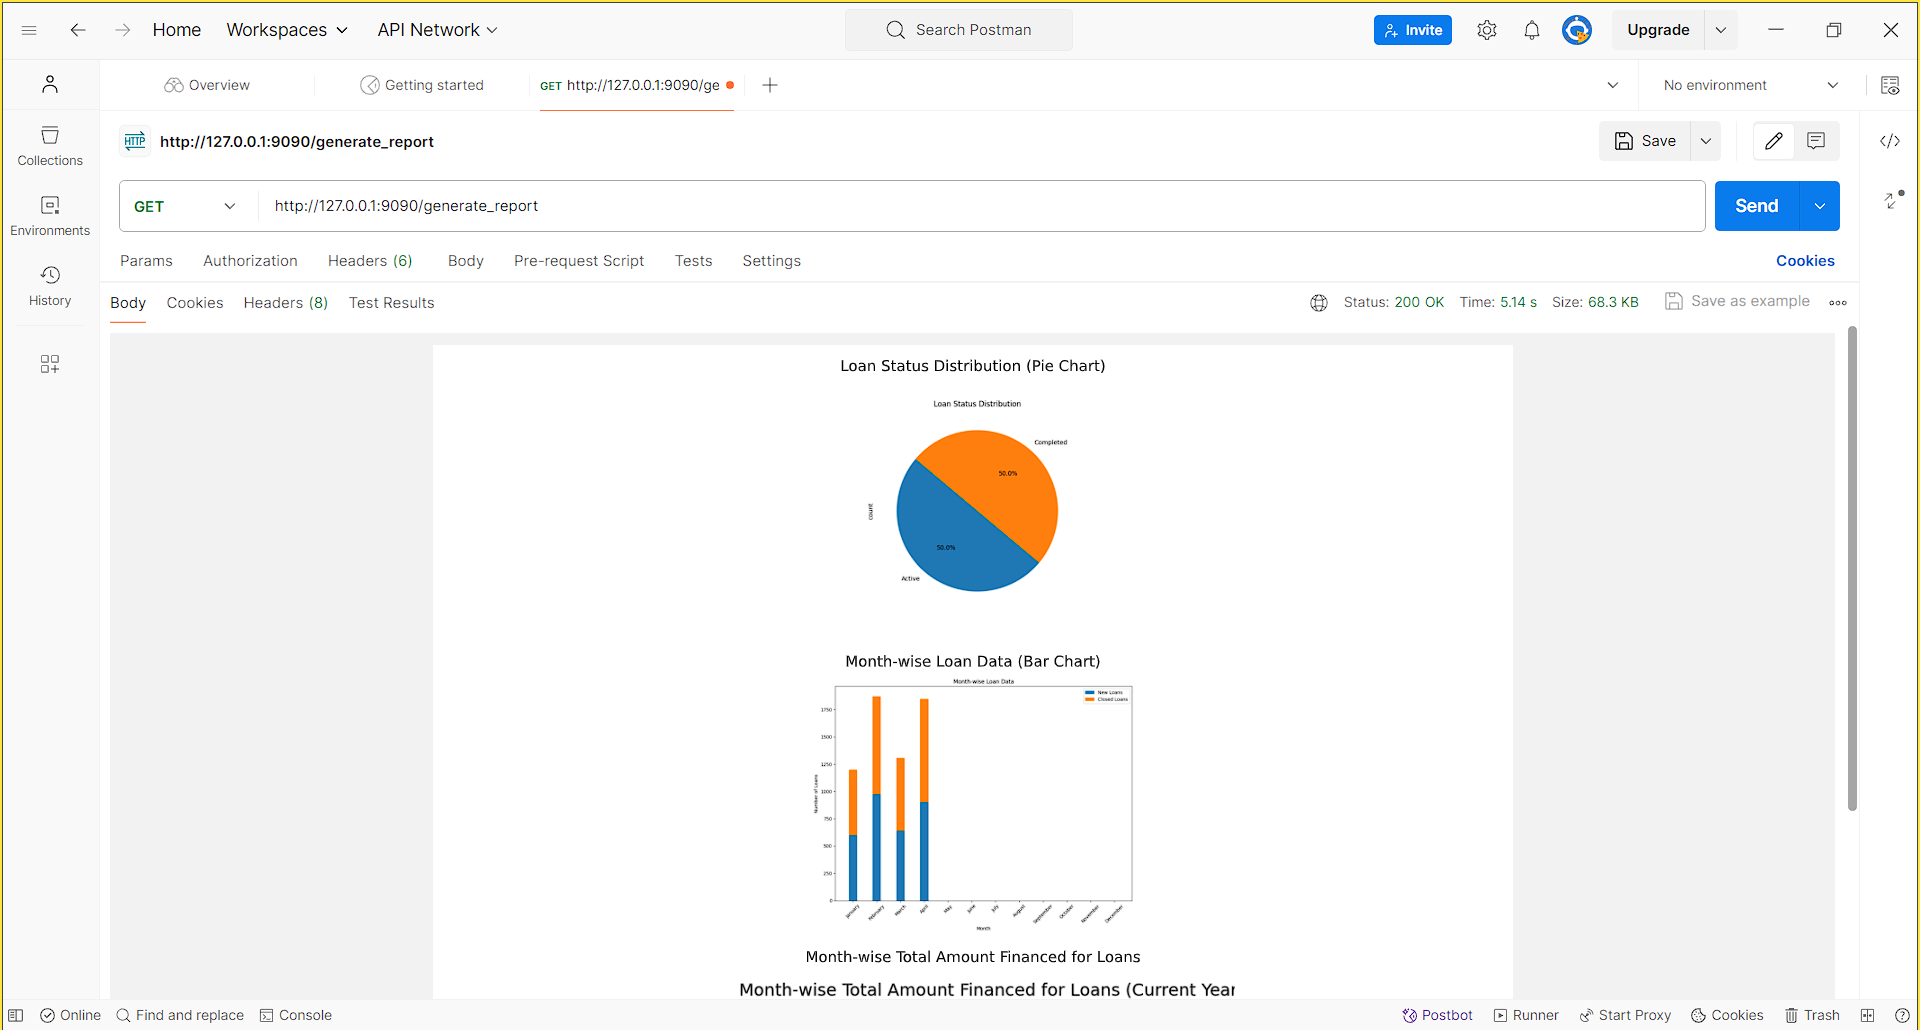 Home Workspaces API Network Search Postman Invite Upgrade
Overview Getting started GET http://127.0.0.1:9090/ge No environment
HTTP http://127.0.0.1:9090/generate_report Save
Collections
GET http://127.0.0.1:9090/generate_report Send
Environments
Params Authorization Headers (6) Body Pre-request Script Tests Settings Cookies
History
Body Cookies Headers (8) Test Results Status: 200 OK Time: 5.14 s Size: 68.3 KB Save as example
Loan Status Distribution (Pie Chart)
Loan Status Distribution
Completed
50.0%
count
50.0%
Active
Month-wise Loan Data (Bar Chart)
Month-wise Loan Data
New Loans
Closed Loans
1750
1500
1250
1000
750
500
250
0
Number of Loans
January February March April May June July August September October November December
Month
Month-wise Total Amount Financed for Loans
Month-wise Total Amount Financed for Loans (Current Year
Online Find and replace Console Postbot Runner Start Proxy Cookies Trash